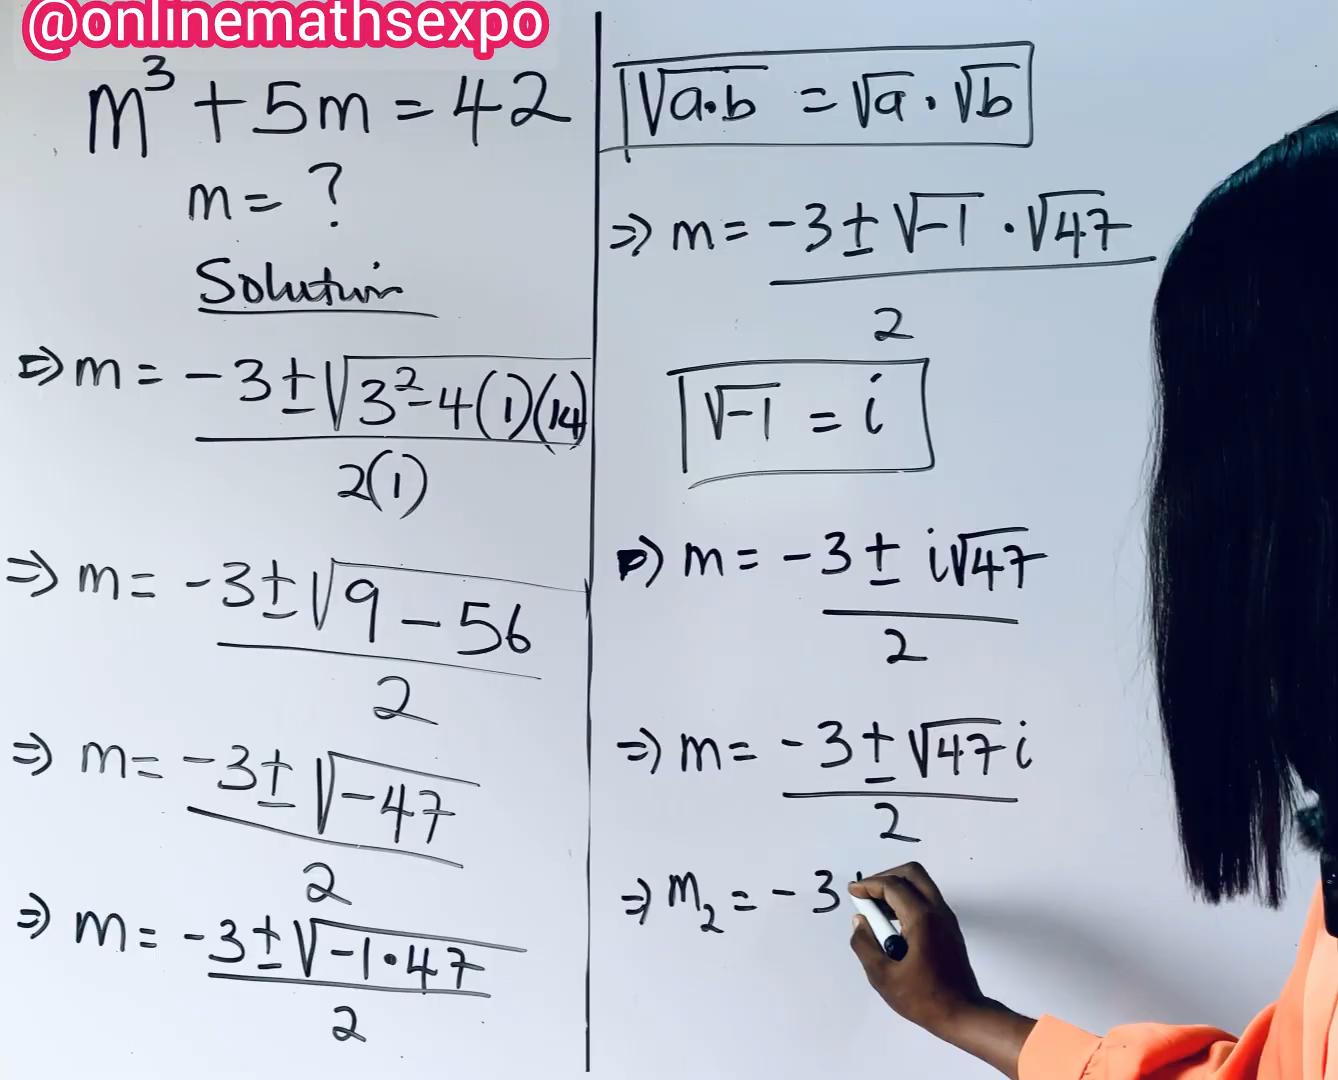 @onlinemathsexpo
m³ + 5m = 42
m = ?
Solution
⇒ m = -3 ± √(3² - 4(1)(14)) / 2(1)
⇒ m = -3 ± √(9 - 56) / 2
⇒ m = -3 ± √(-47) / 2
⇒ m = -3 ± √(-1·47) / 2
√(a·b) = √a · √b
⇒ m = -3 ± √-1 · √47 / 2
√-1 = i
⇒ m = -3 ± i√47 / 2
⇒ m = -3 ± √47 i / 2
⇒ m₂ = -3